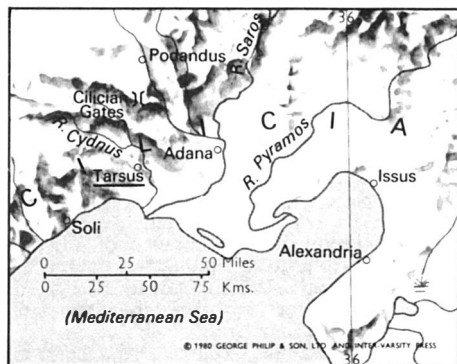 36
Podandus
R. Saros
Cilician
Gates
R. Cydnus
CILICIA
Adana
R. Pyramos
Tarsus
Issus
Soli
Alexandria
0 25 50 Miles
0 25 50 75 Kms.
(Mediterranean Sea)
36
© 1980 GEORGE PHILIP & SON, LTD AND INTER-VARSITY PRESS